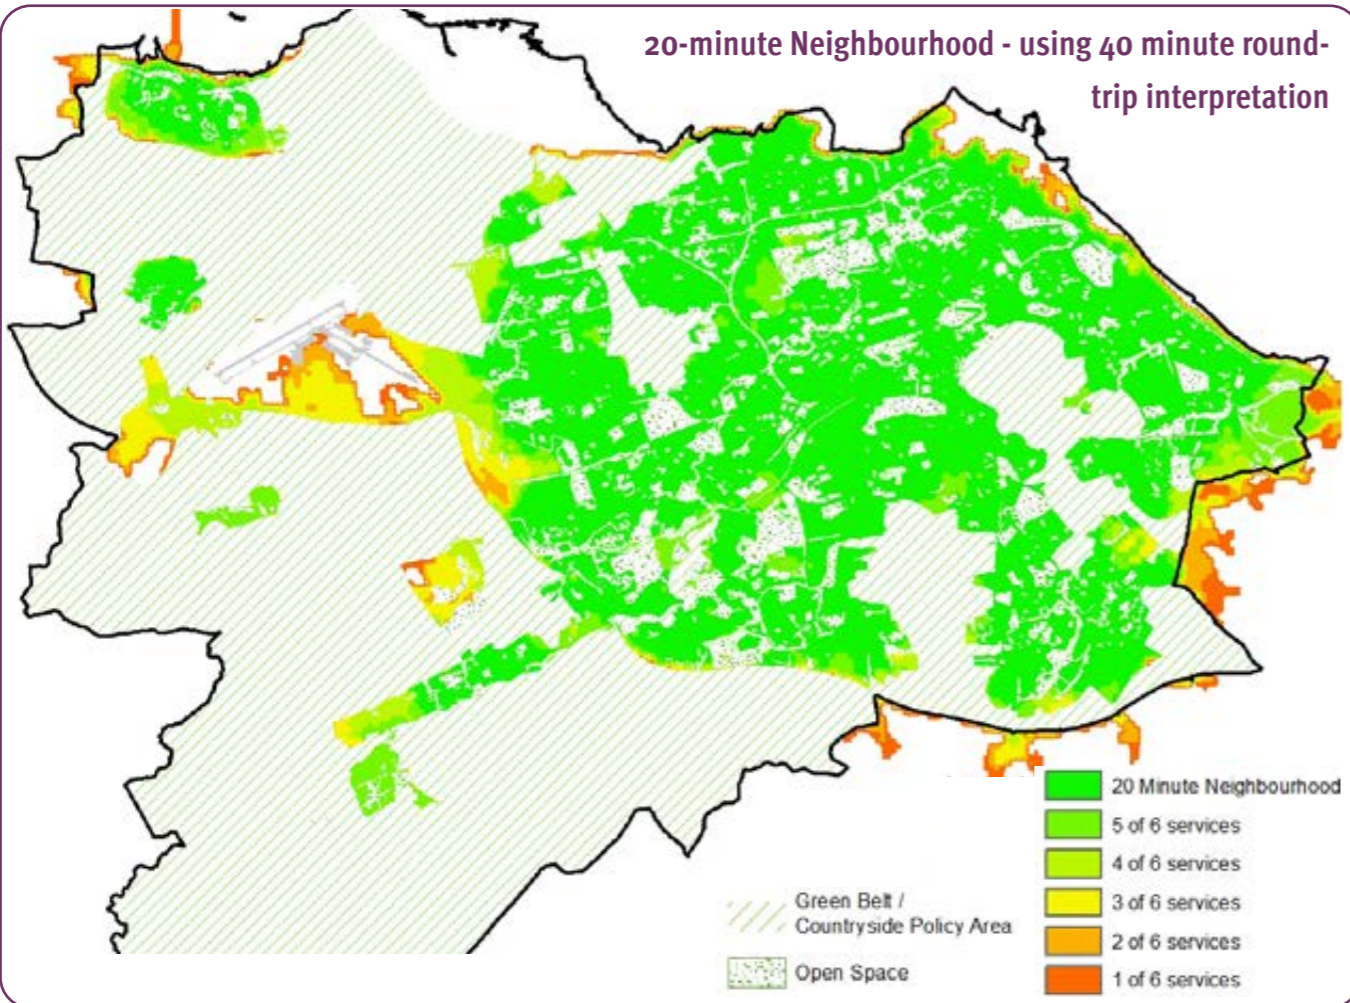 20-minute Neighbourhood - using 40 minute round-
trip interpretation
20 Minute Neighbourhood
5 of 6 services
4 of 6 services
3 of 6 services
2 of 6 services
1 of 6 services
Green Belt /
Countryside Policy Area
Open Space